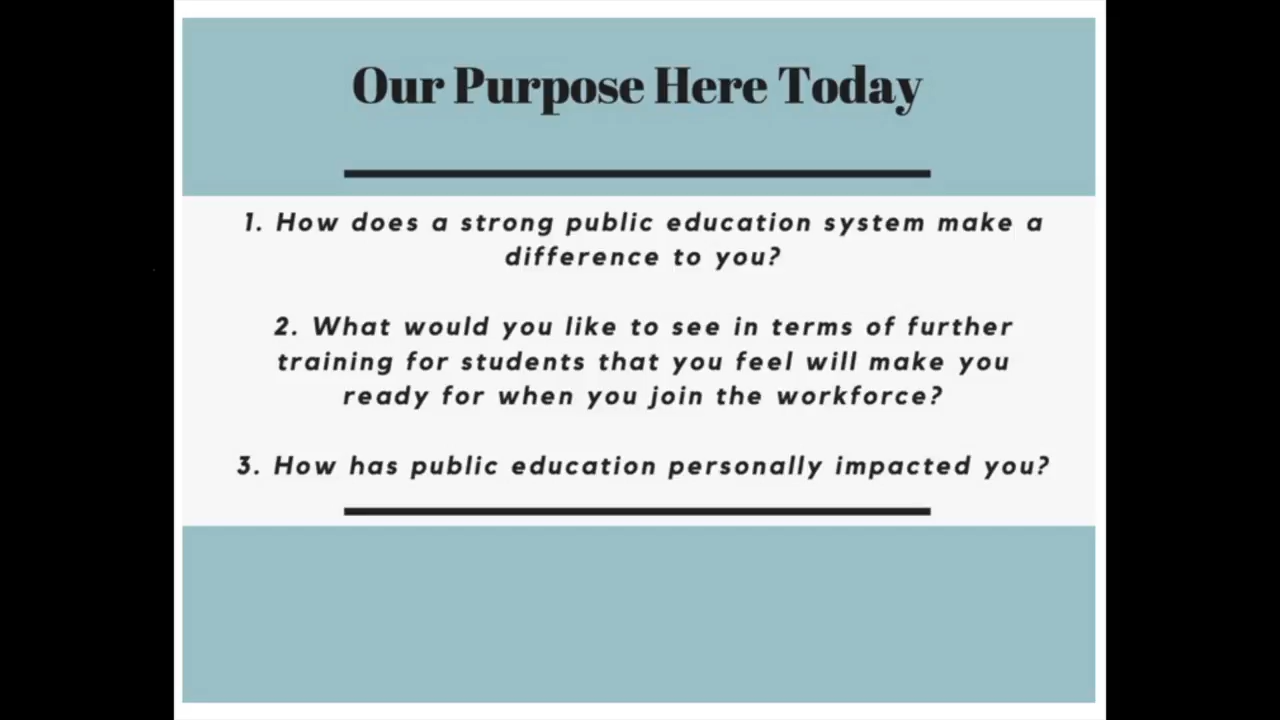 Our Purpose Here Today
1. How does a strong public education system make a
difference to you?
2. What would you like to see in terms of further
training for students that you feel will make you
ready for when you join the workforce?
3. How has public education personally impacted you?